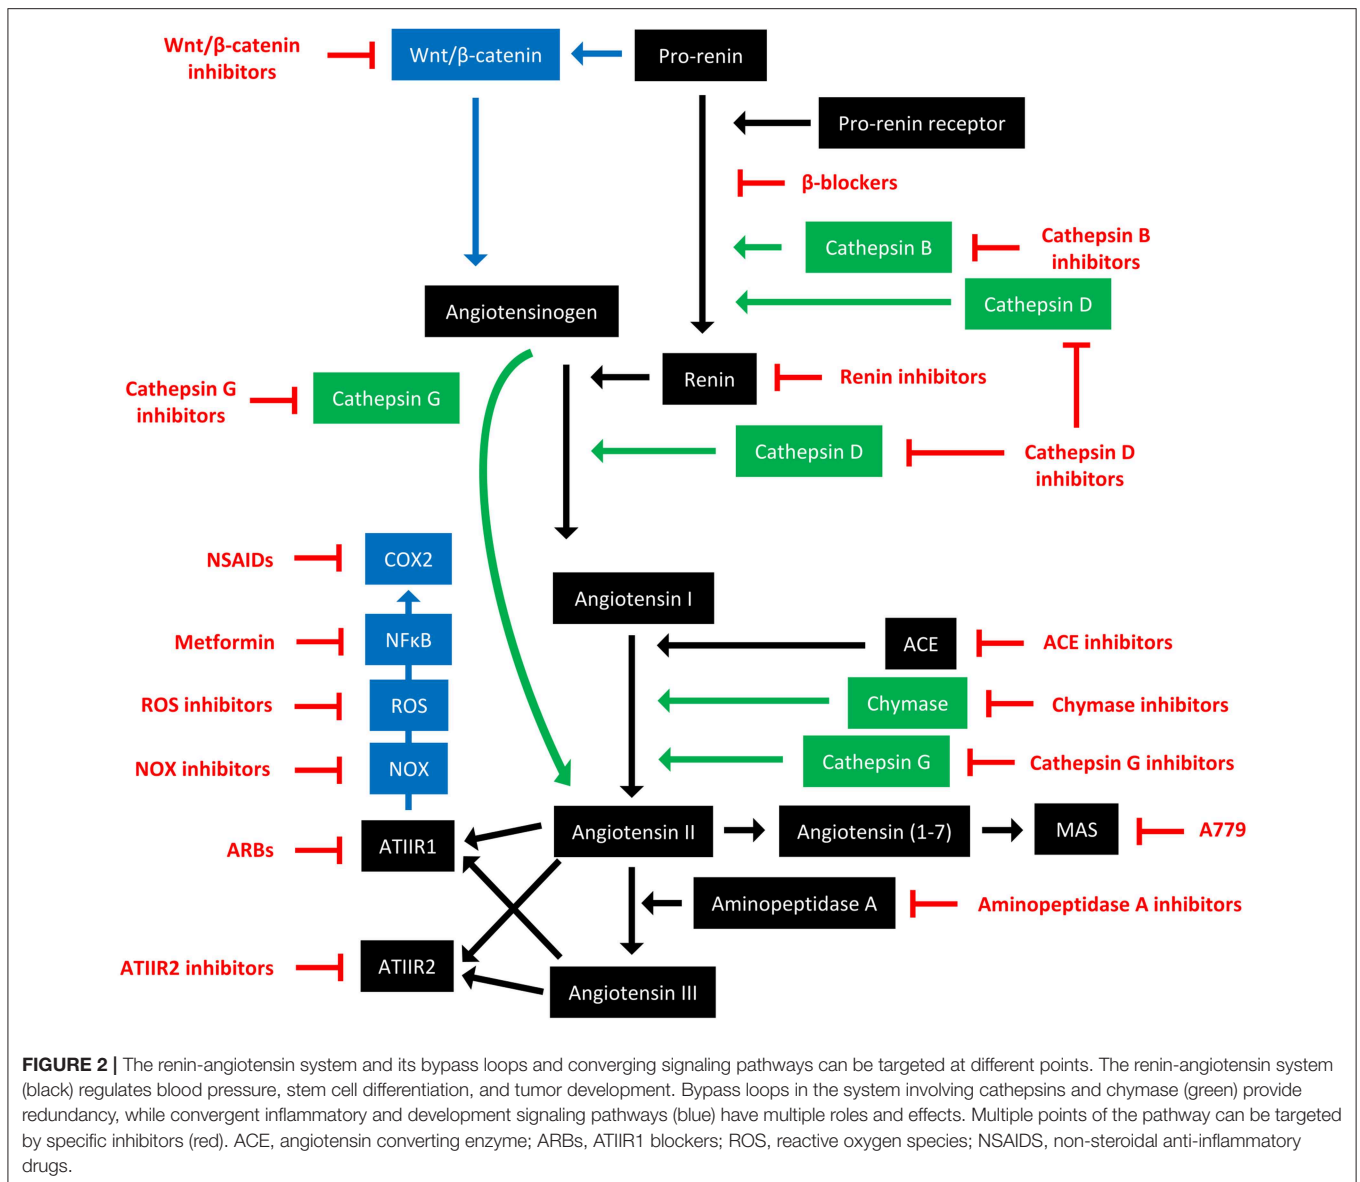 Wnt/β-catenin
inhibitors
Wnt/β-catenin
Pro-renin
Pro-renin receptor
β-blockers
Cathepsin B
Cathepsin B
inhibitors
Cathepsin D
Angiotensinogen
Renin
Renin inhibitors
Cathepsin G
inhibitors
Cathepsin G
Cathepsin D
Cathepsin D
inhibitors
NSAIDs
COX2
Angiotensin I
Metformin
NFκB
ACE
ACE inhibitors
ROS inhibitors
ROS
Chymase
Chymase inhibitors
NOX inhibitors
NOX
Cathepsin G
Cathepsin G inhibitors
ARBs
ATIIR1
Angiotensin II
Angiotensin (1-7)
MAS
A779
Aminopeptidase A
Aminopeptidase A inhibitors
ATIIR2 inhibitors
ATIIR2
Angiotensin III
FIGURE 2 | The renin-angiotensin system and its bypass loops and converging signaling pathways can be targeted at different points. The renin-angiotensin system
(black) regulates blood pressure, stem cell differentiation, and tumor development. Bypass loops in the system involving cathepsins and chymase (green) provide
redundancy, while convergent inflammatory and development signaling pathways (blue) have multiple roles and effects. Multiple points of the pathway can be targeted
by specific inhibitors (red). ACE, angiotensin converting enzyme; ARBs, ATIIR1 blockers; ROS, reactive oxygen species; NSAIDS, non-steroidal anti-inflammatory
drugs.